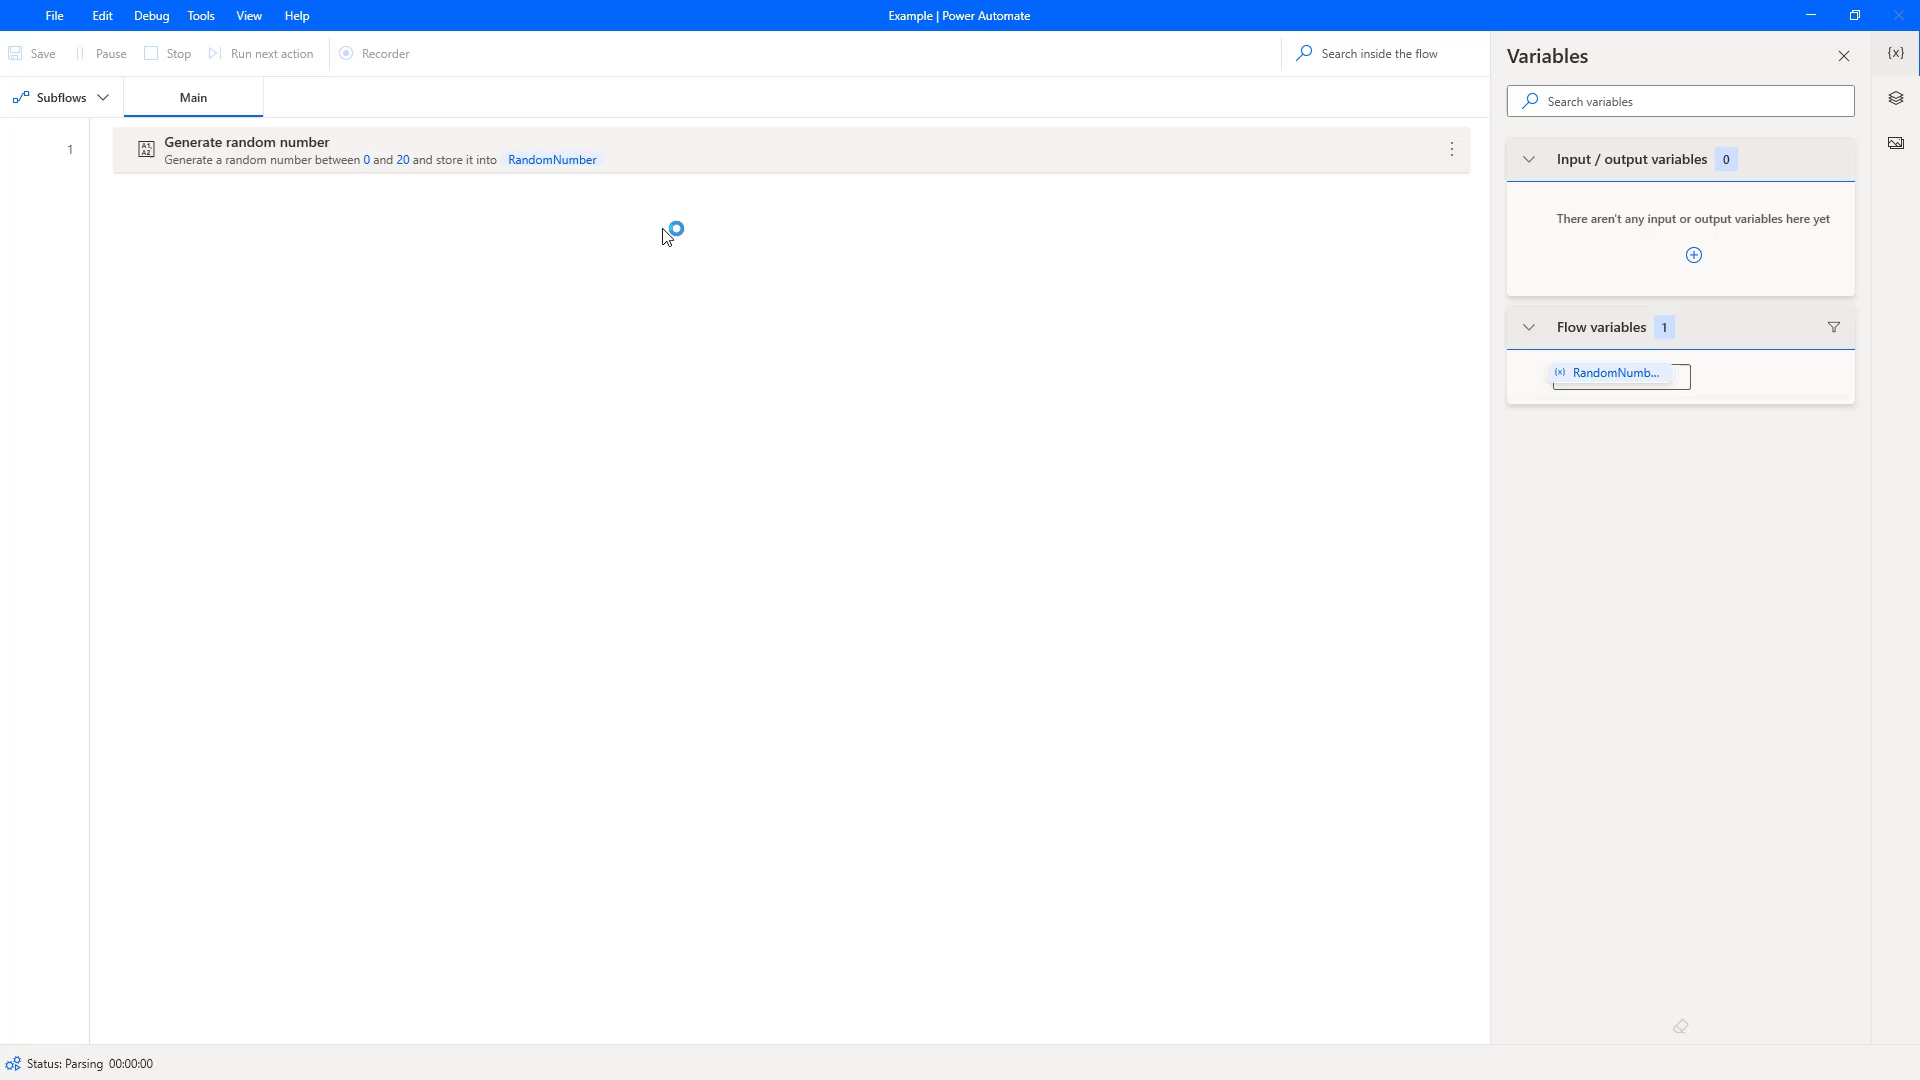 File Edit Debug Tools View Help
Example | Power Automate
Save Pause Stop Run next action Recorder
Search inside the flow
Subflows
Main
1
Generate random number
Generate a random number between 0 and 20 and store it into RandomNumber
Variables
Search variables
Input / output variables 0
There aren't any input or output variables here yet
Flow variables 1
(x) RandomNumb...
{x}
Status: Parsing 00:00:00